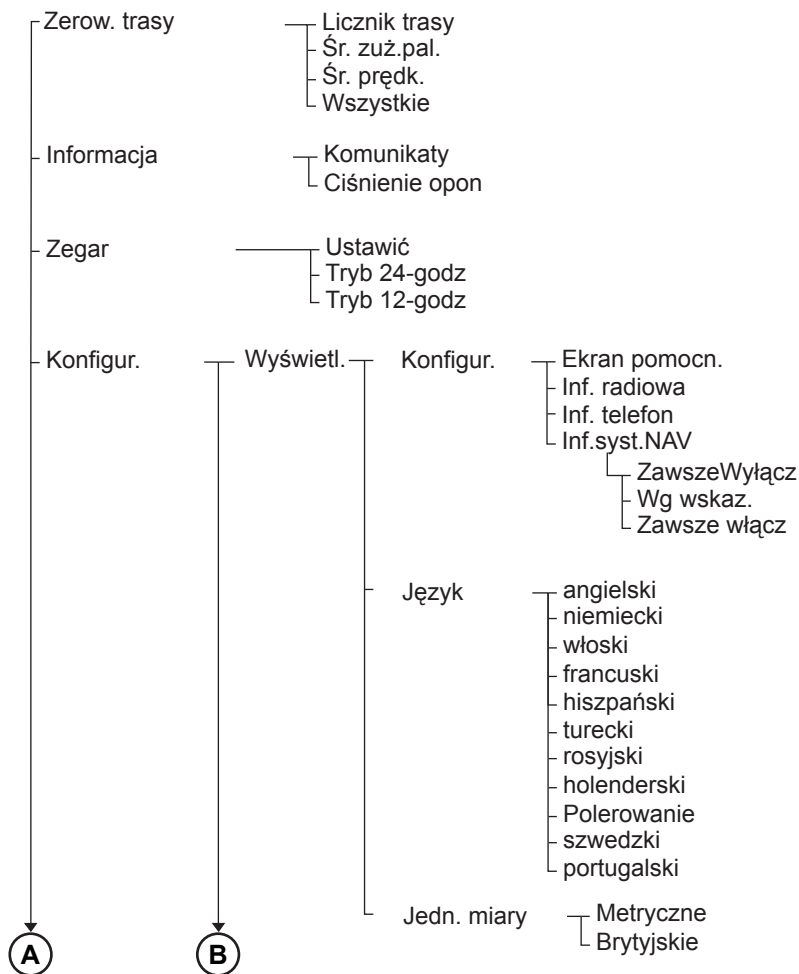 Zerow. trasy
Licznik trasy
Śr. zuż.pal.
Śr. prędk.
Wszystkie
Informacja
Komunikaty
Ciśnienie opon
Zegar
Ustawić
Tryb 24-godz
Tryb 12-godz
Konfigur.
Wyświetl.
Konfigur.
Ekran pomocn.
Inf. radiowa
Inf. telefon
Inf.syst.NAV
ZawszeWyłącz
Wg wskaz.
Zawsze włącz
Język
angielski
niemiecki
włoski
francuski
hiszpański
turecki
rosyjski
holenderski
Polerowanie
szwedzki
portugalski
Jedn. miary
Metryczne
Brytyjskie
A
B